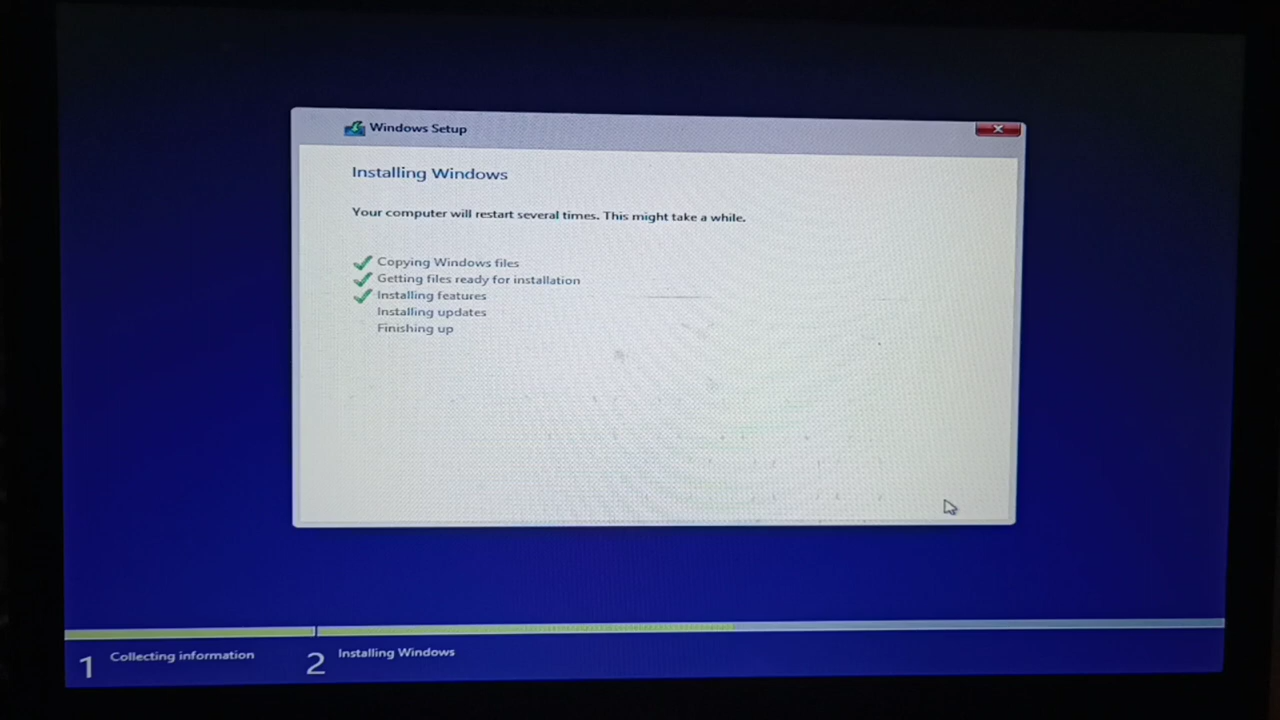 Windows Setup
Installing Windows
Your computer will restart several times. This might take a while.
Copying Windows files
Getting files ready for installation
Installing features
Installing updates
Finishing up
1 Collecting information
2 Installing Windows